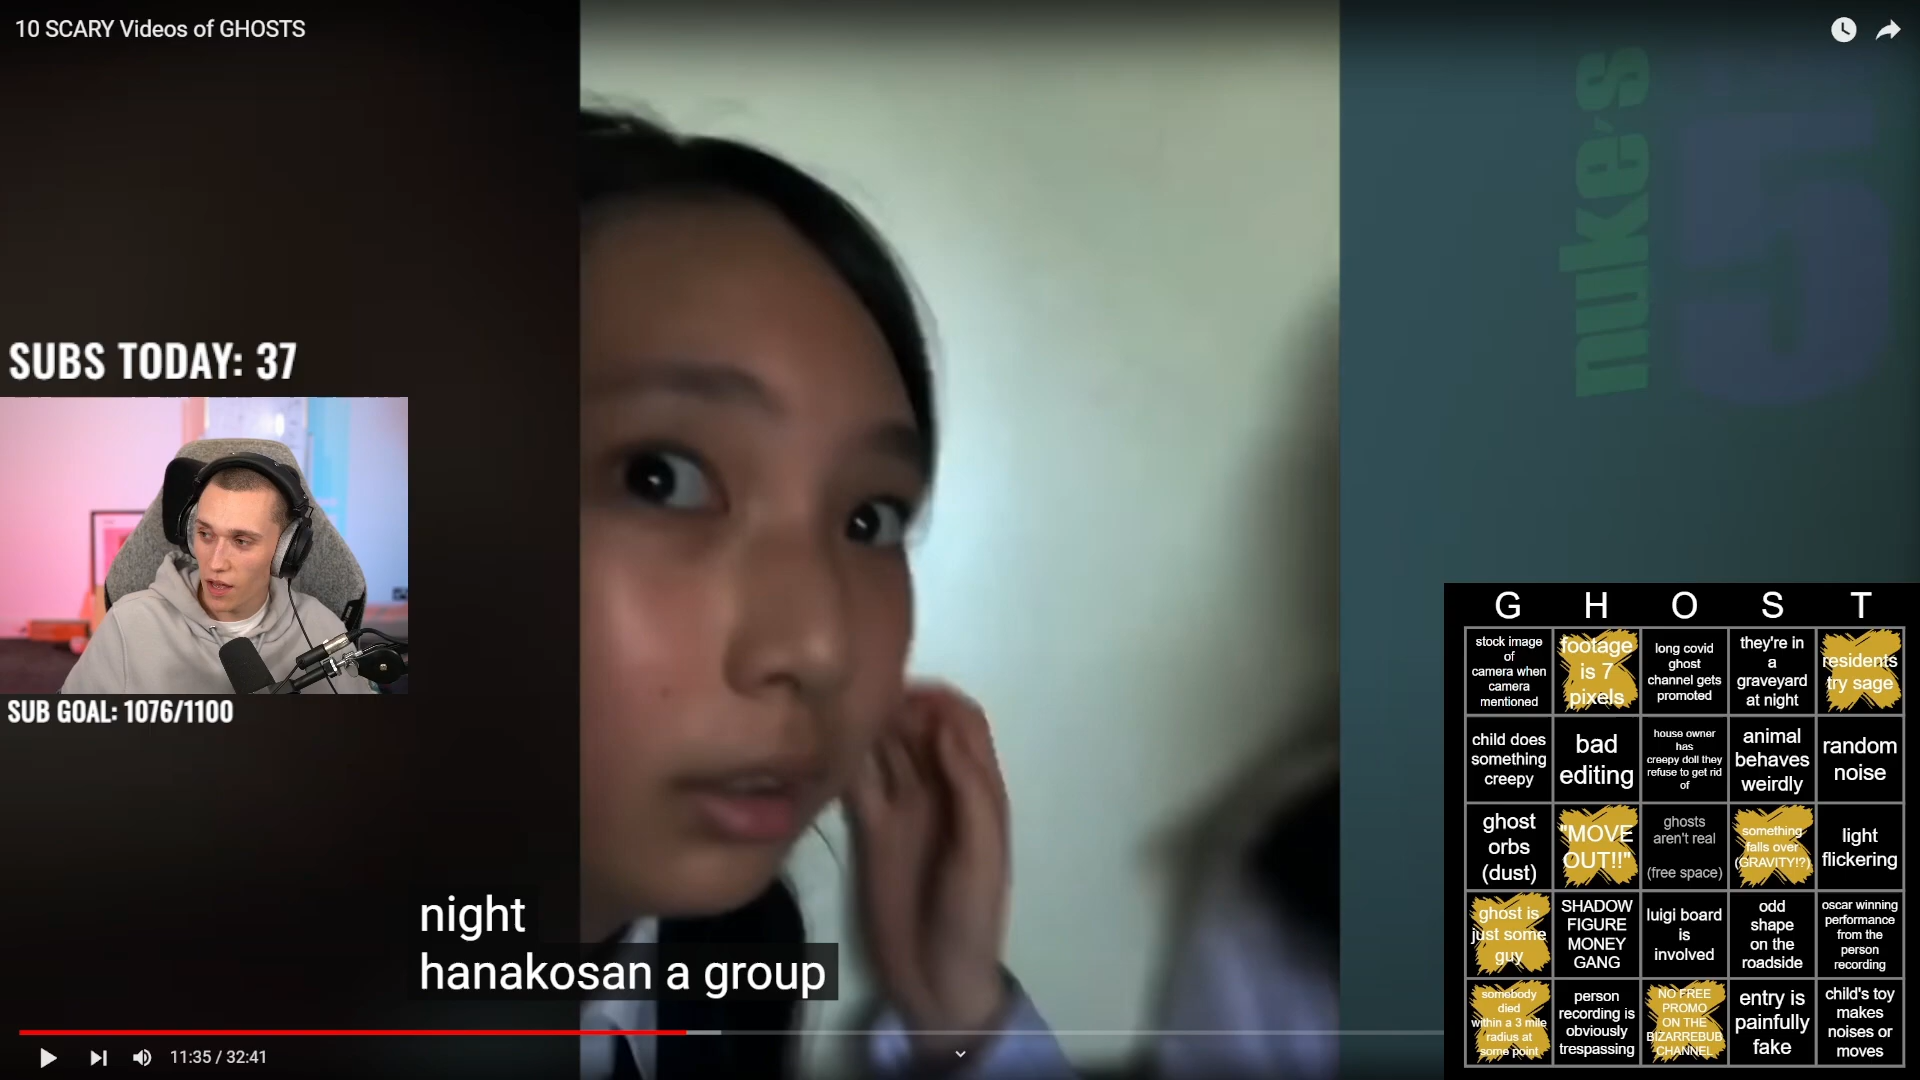 10 SCARY Videos of GHOSTS
nuke's
5
SUBS TODAY: 37
SUB GOAL: 1076/1100
night
hanakosan a group
11:35 / 32:41
G H O S T
stock image
of
camera when
camera
mentioned
footage
is 7
pixels
long covid
ghost
channel gets
promoted
they're in
a
graveyard
at night
residents
try sage
child does
something
creepy
bad
editing
house owner
has
creepy doll they
refuse to get rid
of
animal
behaves
weirdly
random
noise
ghost
orbs
(dust)
"MOVE
OUT!!"
ghosts
aren't real
(free space)
something
falls over
(GRAVITY!?)
light
flickering
ghost is
just some
guy
SHADOW
FIGURE
MONEY
GANG
luigi board
is
involved
odd
shape
on the
roadside
oscar winning
performance
from the
person
recording
somebody
died
within a 3 mile
radius at
some point
person
recording is
obviously
trespassing
NO FREE
PROMO
ON THE
BIZARREBUB
CHANNEL
entry is
painfully
fake
child's toy
makes
noises or
moves